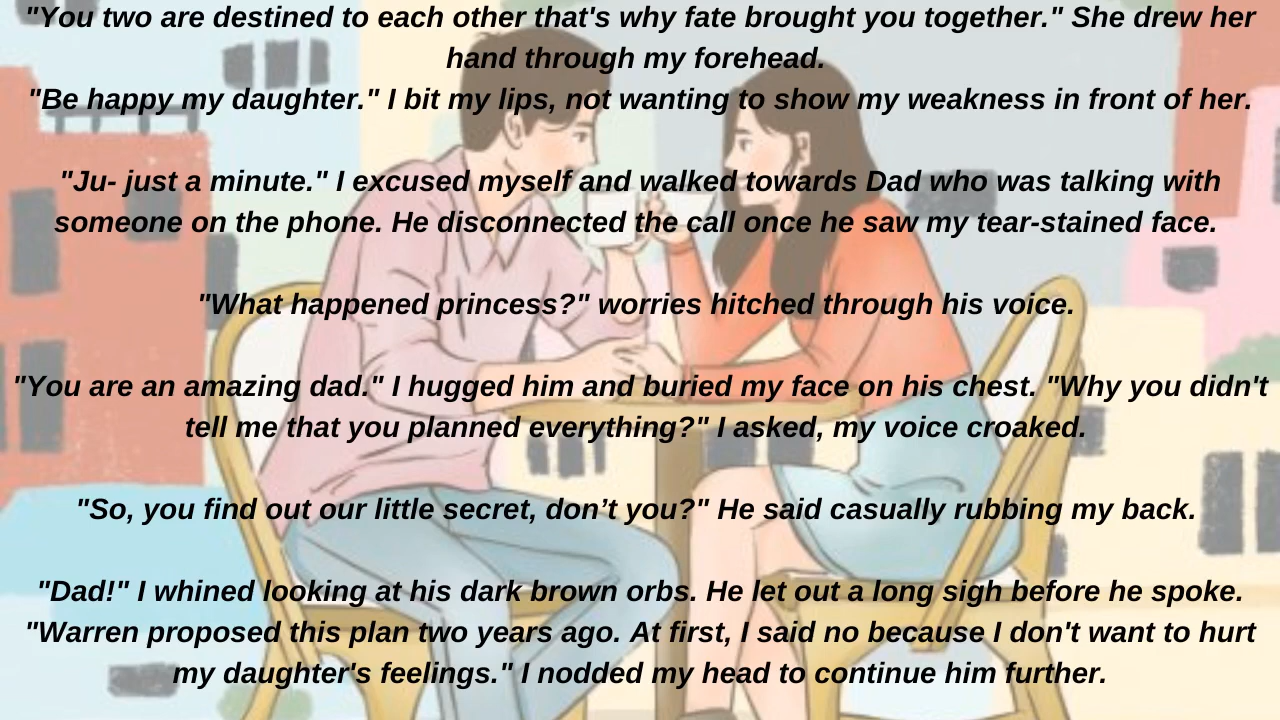 "You two are destined to each other that's why fate brought you together." She drew her
hand through my forehead.
"Be happy my daughter." I bit my lips, not wanting to show my weakness in front of her.
"Ju- just a minute." I excused myself and walked towards Dad who was talking with
someone on the phone. He disconnected the call once he saw my tear-stained face.
"What happened princess?" worries hitched through his voice.
"You are an amazing dad." I hugged him and buried my face on his chest. "Why you didn't
tell me that you planned everything?" I asked, my voice croaked.
"So, you find out our little secret, don’t you?" He said casually rubbing my back.
"Dad!" I whined looking at his dark brown orbs. He let out a long sigh before he spoke.
"Warren proposed this plan two years ago. At first, I said no because I don't want to hurt
my daughter's feelings." I nodded my head to continue him further.